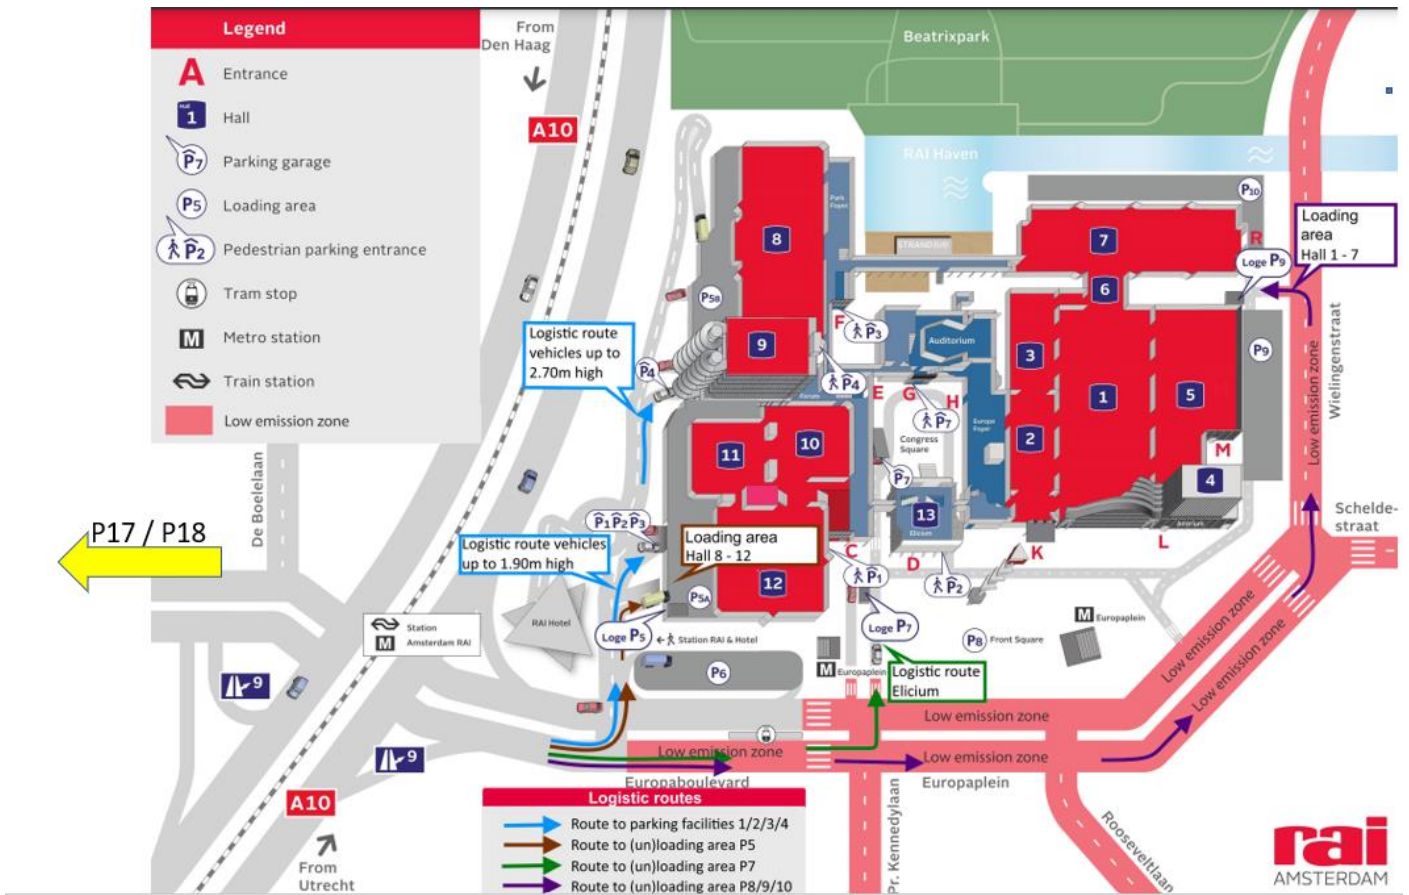 Legend
A Entrance
Hall
1 Hall
P7 Parking garage
P5 Loading area
P2 Pedestrian parking entrance
Tram stop
M Metro station
Train station
Low emission zone
From
Den Haag
A10
Beatrixpark
RAI Haven
STRANDRAI
Park
Foyer
8
P5B
9
F
P3
P4
P4
Logistic route
vehicles up to
2.70m high
7
P10
R
Loading
area
Hall 1 - 7
Loge P9
6
Auditorium
3
1
5
P9
E
G
H
P7
Congress
Square
Europe
Foyer
2
M
4
Wielingenstraat
Low emission zone
Schelde-
straat
11
10
P7
13
Elicium
P17 / P18
De Boelelaan
P1 P2 P3
Logistic route vehicles
up to 1.90m high
Loading area
Hall 8 - 12
C
D
K
L
P1
P2
12
P5A
RAI Hotel
Station
M Amsterdam RAI
Loge P5
Station RAI & Hotel
Loge P7
P8 Front Square
M Europaplein
M Europaplein
P6
Logistic route
Elicium
Low emission zone
Low emission zone
Low emission zone
9
9
Low emission zone
Low emission zone
Europaboulevard
Europaplein
A10
From
Utrecht
Logistic routes
Route to parking facilities 1/2/3/4
Route to (un)loading area P5
Route to (un)loading area P7
Route to (un)loading area P8/9/10
Pr. Kennedylaan
Rooseveltlaan
rai
AMSTERDAM